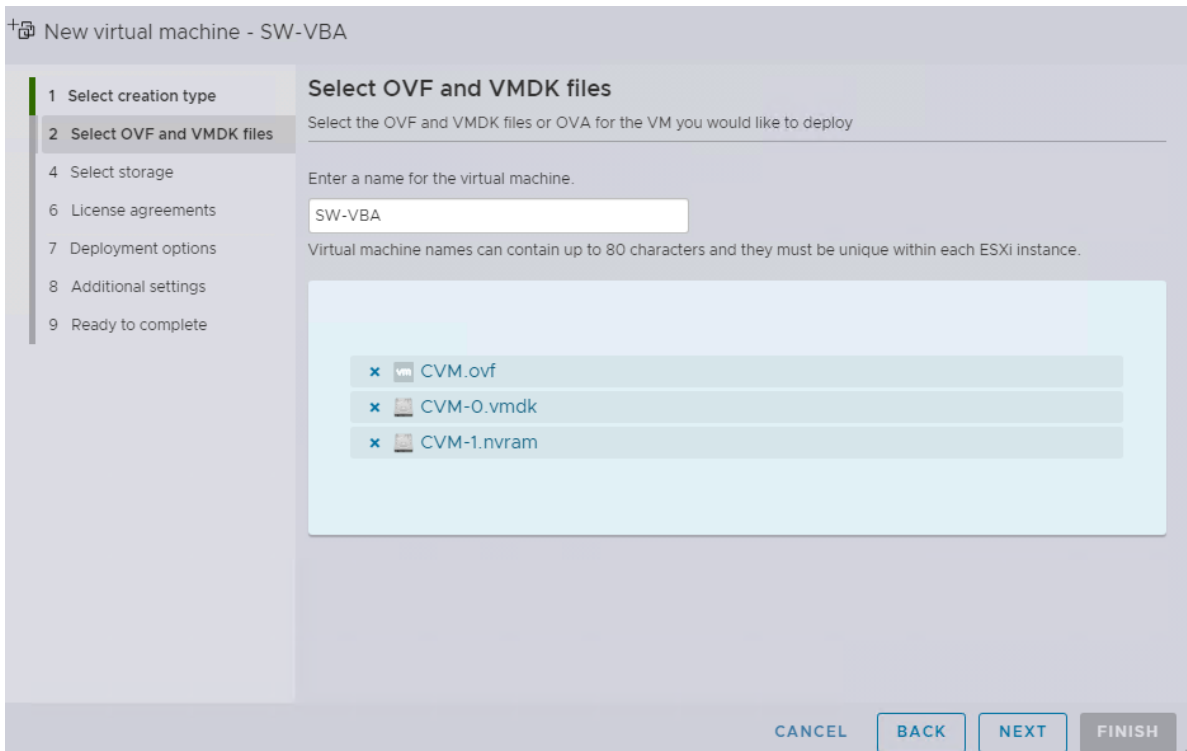 New virtual machine - SW-VBA
1 Select creation type
2 Select OVF and VMDK files
4 Select storage
6 License agreements
7 Deployment options
8 Additional settings
9 Ready to complete
Select OVF and VMDK files
Select the OVF and VMDK files or OVA for the VM you would like to deploy
Enter a name for the virtual machine.
SW-VBA
Virtual machine names can contain up to 80 characters and they must be unique within each ESXi instance.
× vm CVM.ovf
× CVM-0.vmdk
× CVM-1.nvram
CANCEL BACK NEXT FINISH